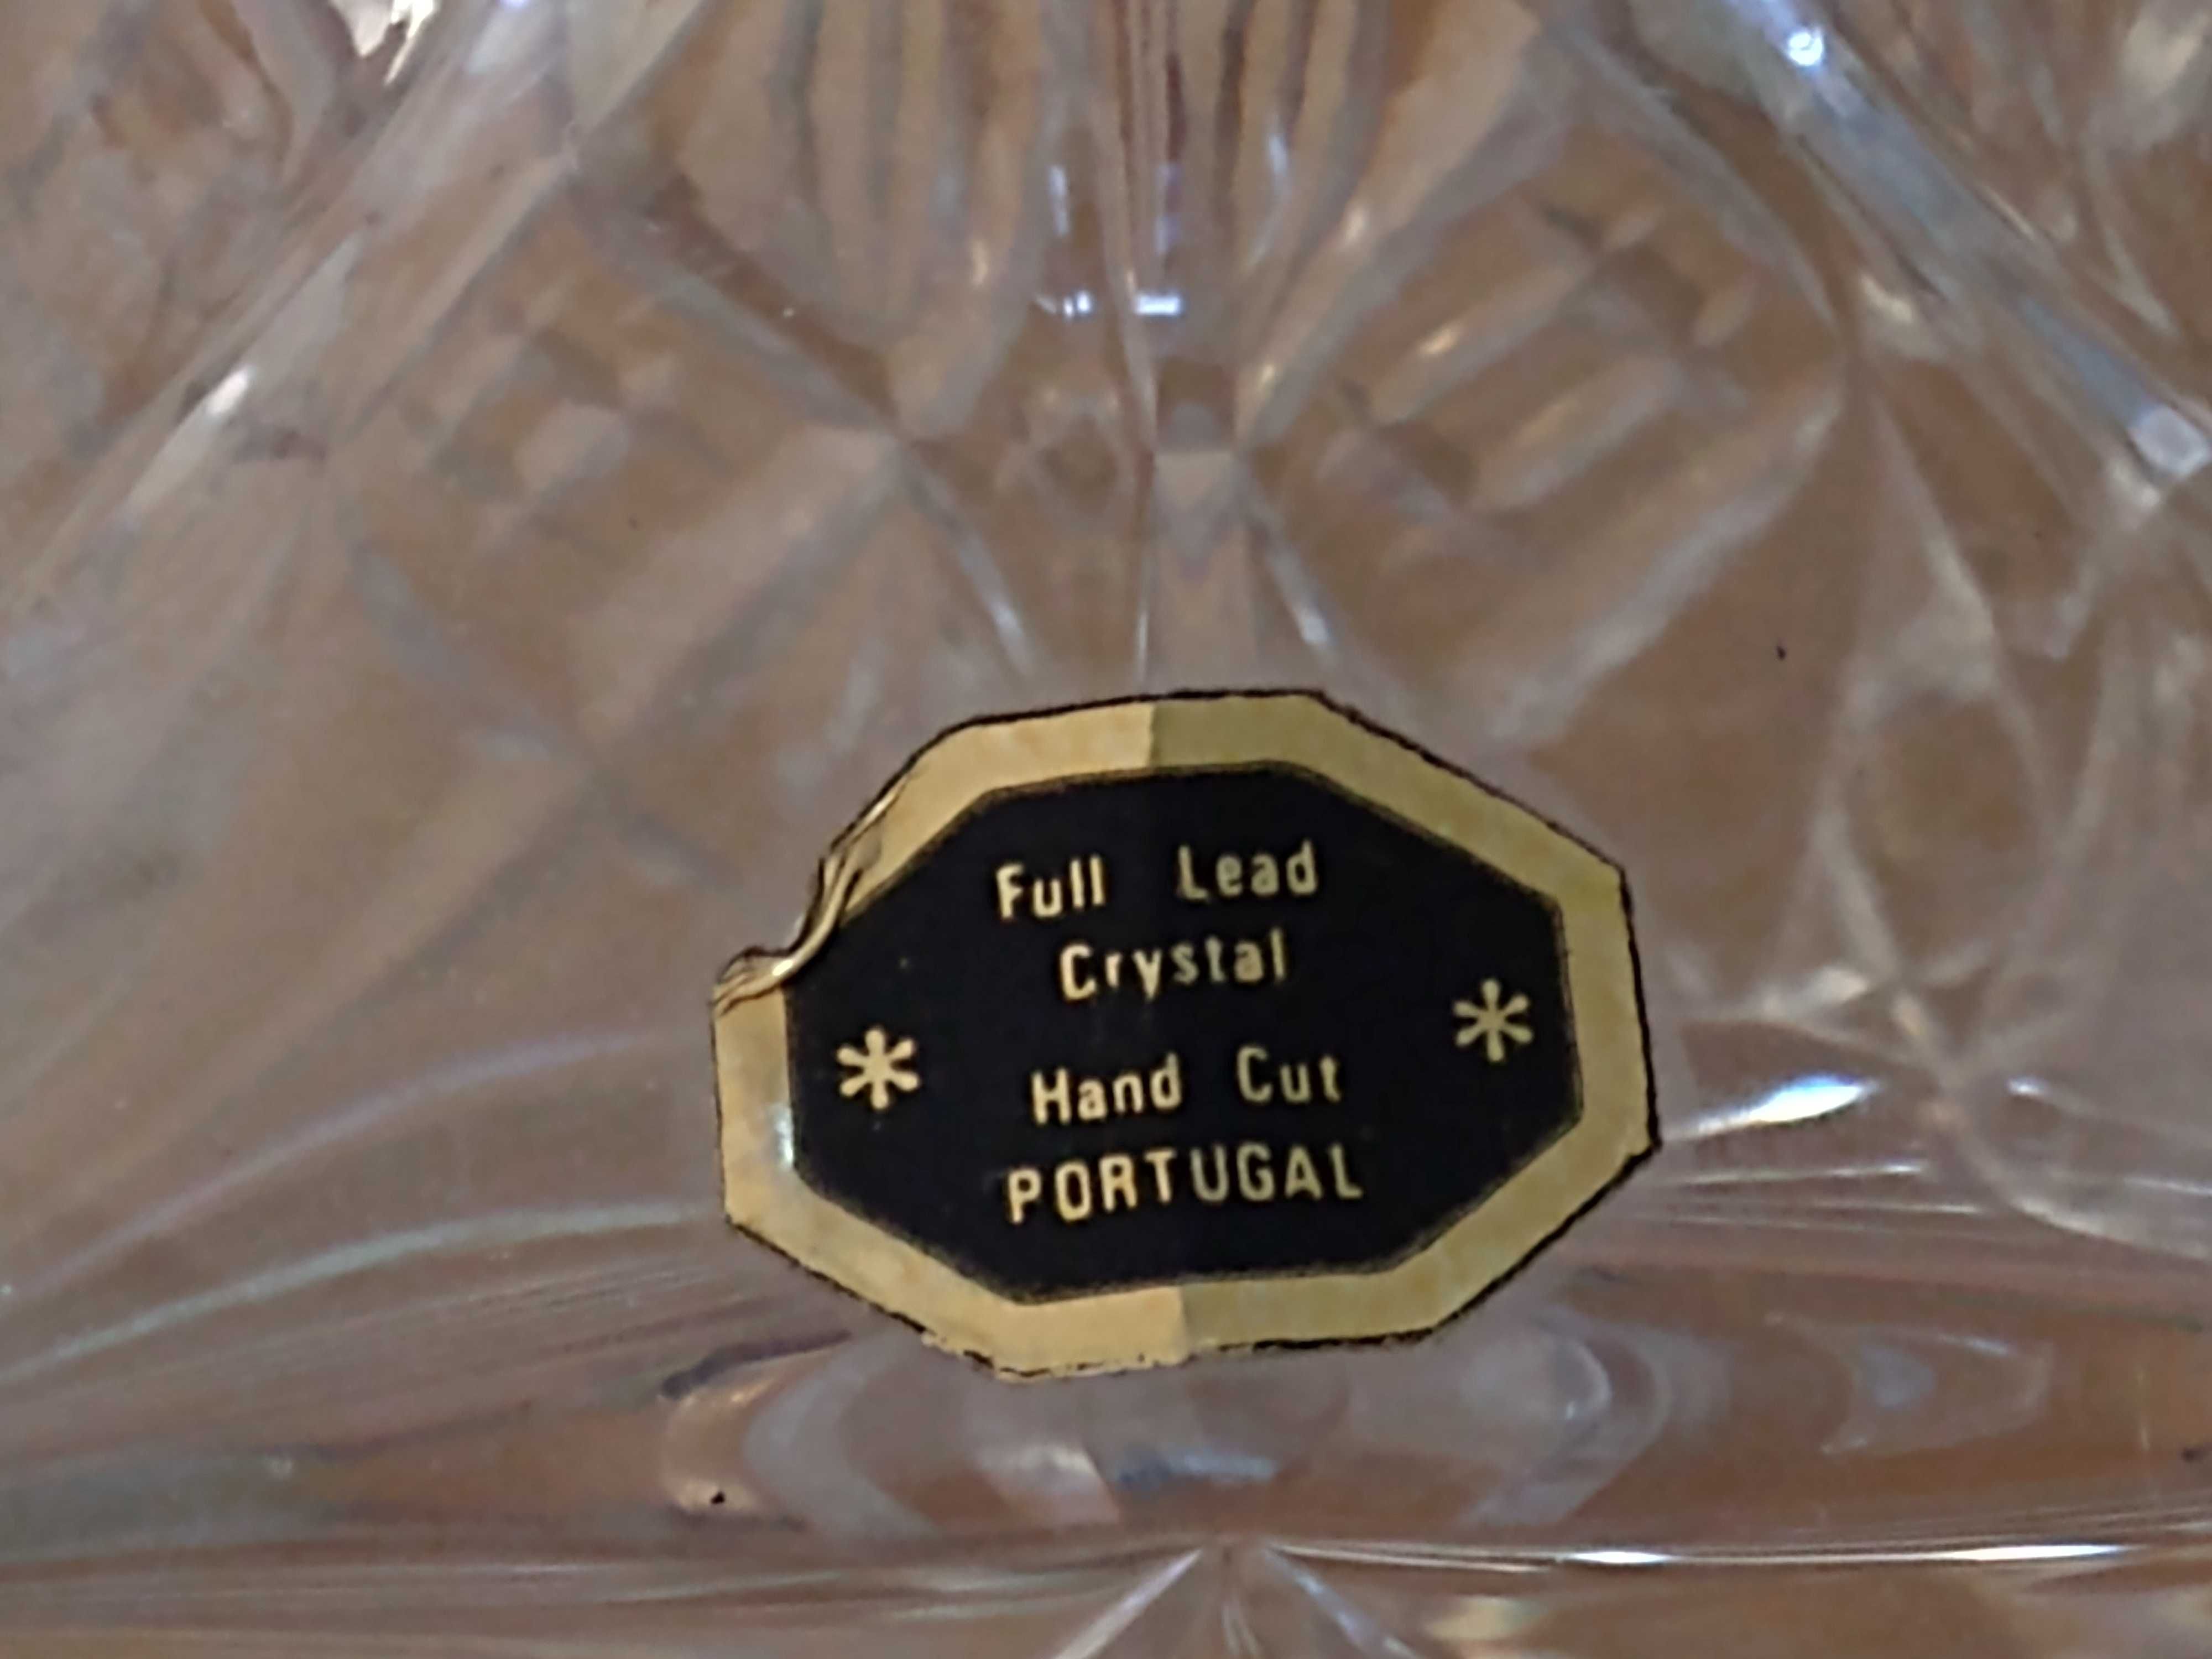 Full Lead
Crystal
* *
Hand Cut
PORTUGAL